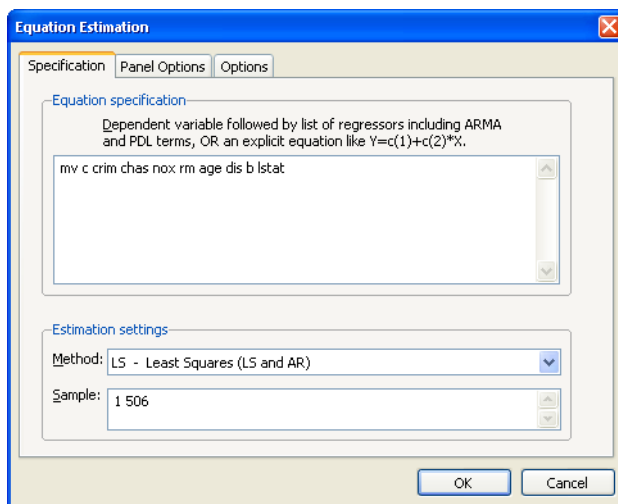 Equation Estimation
Specification Panel Options Options
Equation specification
Dependent variable followed by list of regressors including ARMA
and PDL terms, OR an explicit equation like Y=c(1)+c(2)*X.
mv c crim chas nox rm age dis b lstat
Estimation settings
Method: LS - Least Squares (LS and AR)
Sample: 1 506
OK Cancel